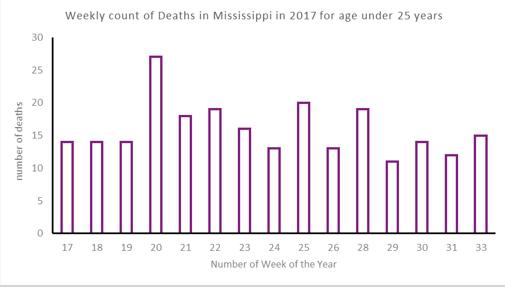 Weekly count of Deaths in Mississippi in 2017 for age under 25 years
number of deaths
30
25
20
15
10
5
0
17 18 19 20 21 22 23 24 25 26 28 29 30 31 33
Number of Week of the Year